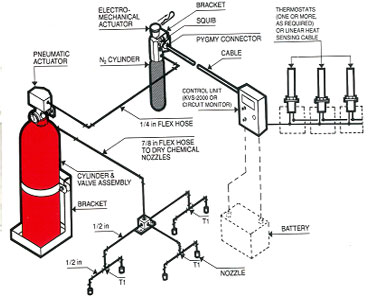 ELECTRO-
MECHANICAL
ACTUATOR
BRACKET
SQUIB
PYGMY CONNECTOR
CABLE
THERMOSTATS
(ONE OR MORE,
AS REQUIRED)
OR LINEAR HEAT
SENSING CABLE
PNEUMATIC
ACTUATOR
N₂ CYLINDER
CONTROL UNIT
(KVS-2000 OR
CIRCUIT MONITOR)
1/4 in FLEX HOSE
7/8 in FLEX HOSE
TO DRY CHEMICAL
NOZZLES
CYLINDER &
VALVE ASSEMBLY
BRACKET
1/2 in
T1
T1
BATTERY
1/2 in
T1
T1
NOZZLE